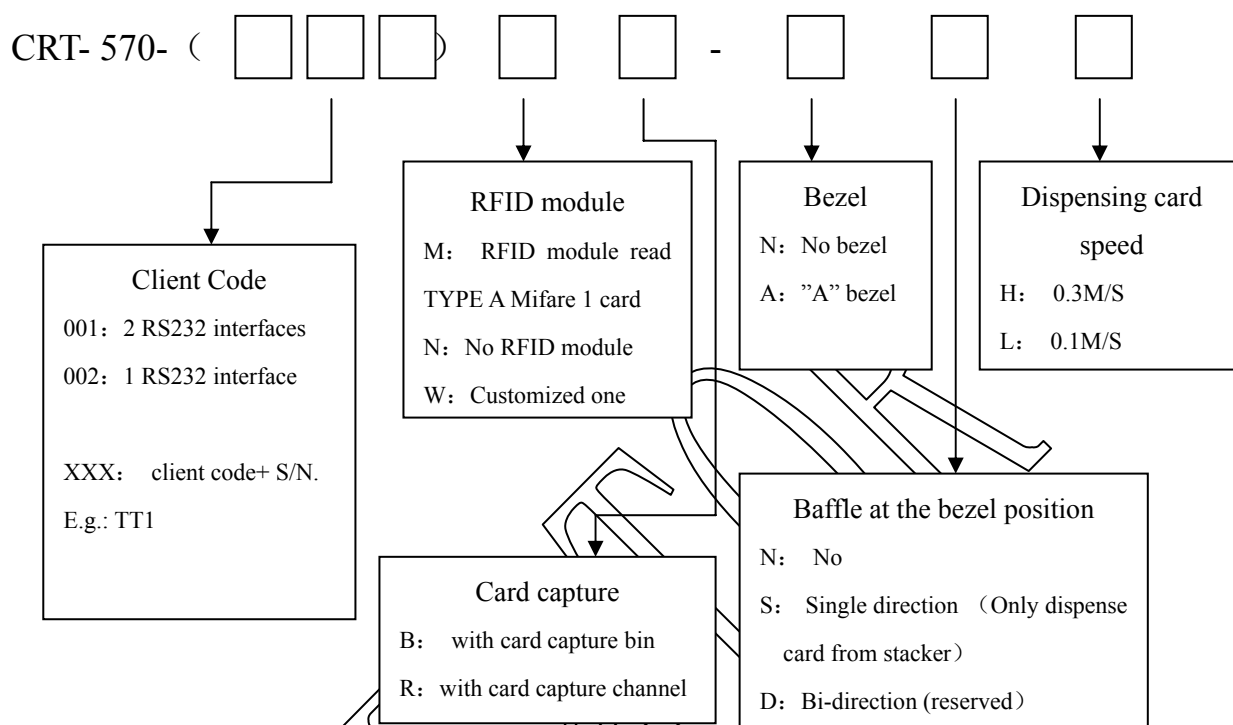 CRT- 570-（ ） -
Client Code
001：2 RS232 interfaces
002：1 RS232 interface
XXX： client code+ S/N.
E.g.: TT1
RFID module
M： RFID module read
TYPE A Mifare 1 card
N：No RFID module
W：Customized one
Card capture
B： with card capture bin
R：with card capture channel
Bezel
N：No bezel
A：”A” bezel
Baffle at the bezel position
N： No
S： Single direction （Only dispense
card from stacker）
D：Bi-direction (reserved）
Dispensing card
speed
H： 0.3M/S
L： 0.1M/S